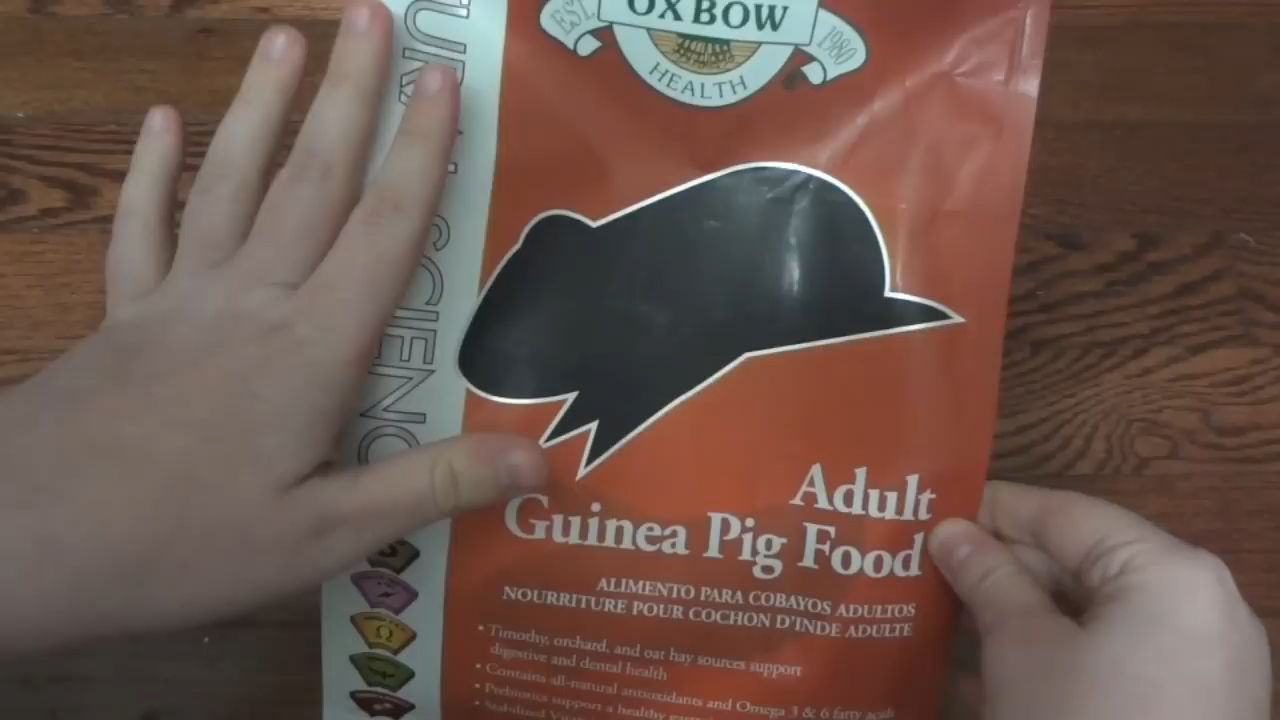 OXBOW
EST.
1980
HEALTH
Adult
Guinea Pig Food
ALIMENTO PARA COBAYOS ADULTOS
NOURRITURE POUR COCHON D'INDE ADULTE
• Timothy, orchard, and oat hay sources support
digestive and dental health
• Contains all-natural antioxidants and Omega 3 & 6 fatty acids
• Prebiotics support a healthy
• Stabilized